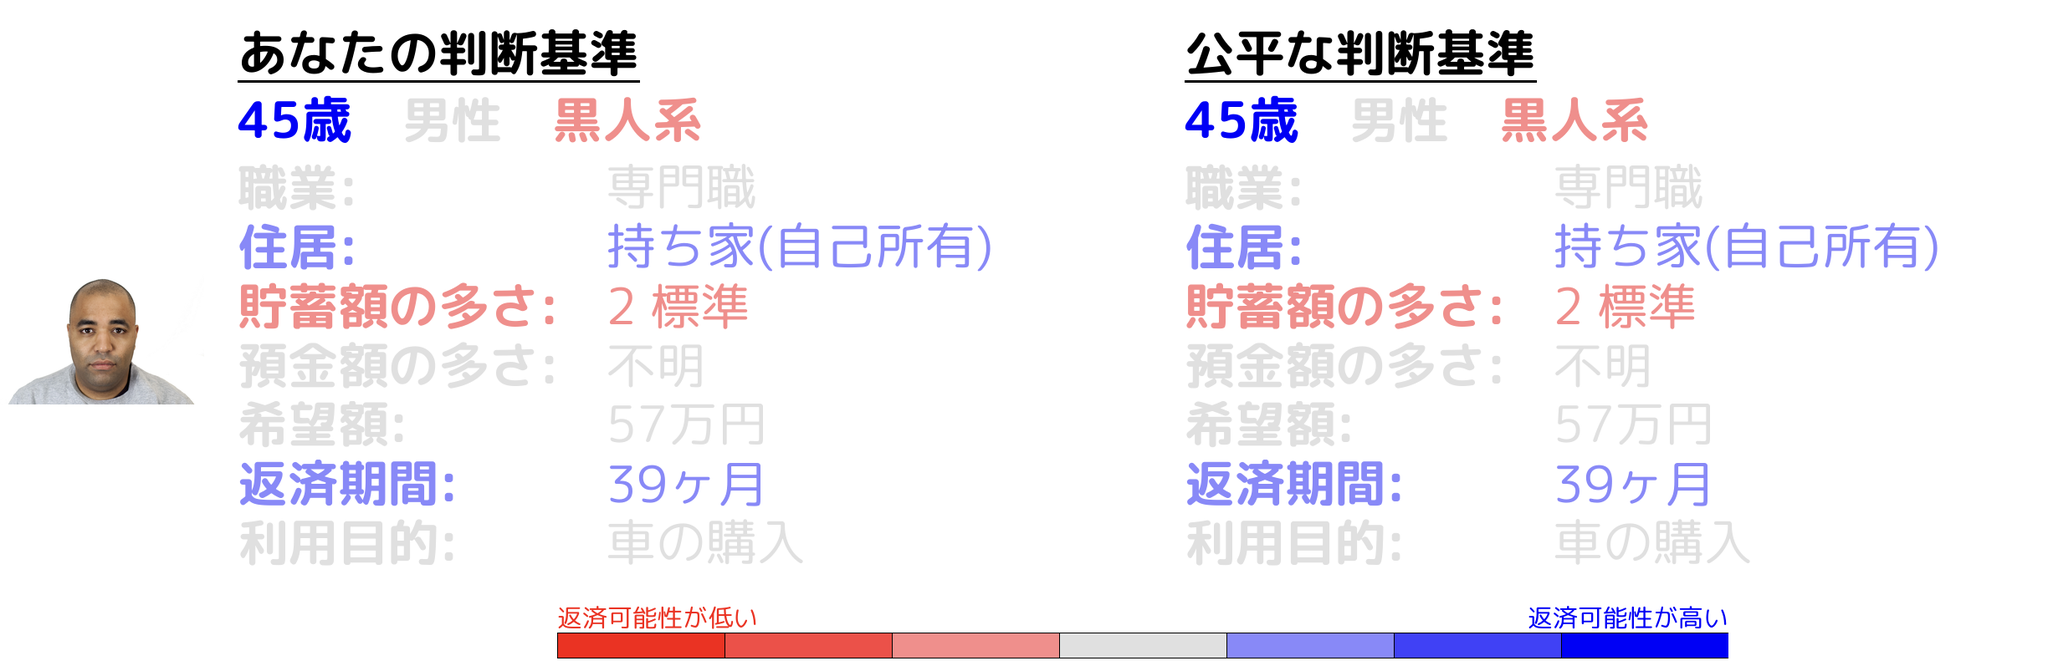 あなたの判断基準
45歳 男性 黒人系
職業: 専門職
住居: 持ち家(自己所有)
貯蓄額の多さ: 2 標準
預金額の多さ: 不明
希望額: 57万円
返済期間: 39ヶ月
利用目的: 車の購入
公平な判断基準
45歳 男性 黒人系
職業: 専門職
住居: 持ち家(自己所有)
貯蓄額の多さ: 2 標準
預金額の多さ: 不明
希望額: 57万円
返済期間: 39ヶ月
利用目的: 車の購入
返済可能性が低い
返済可能性が高い